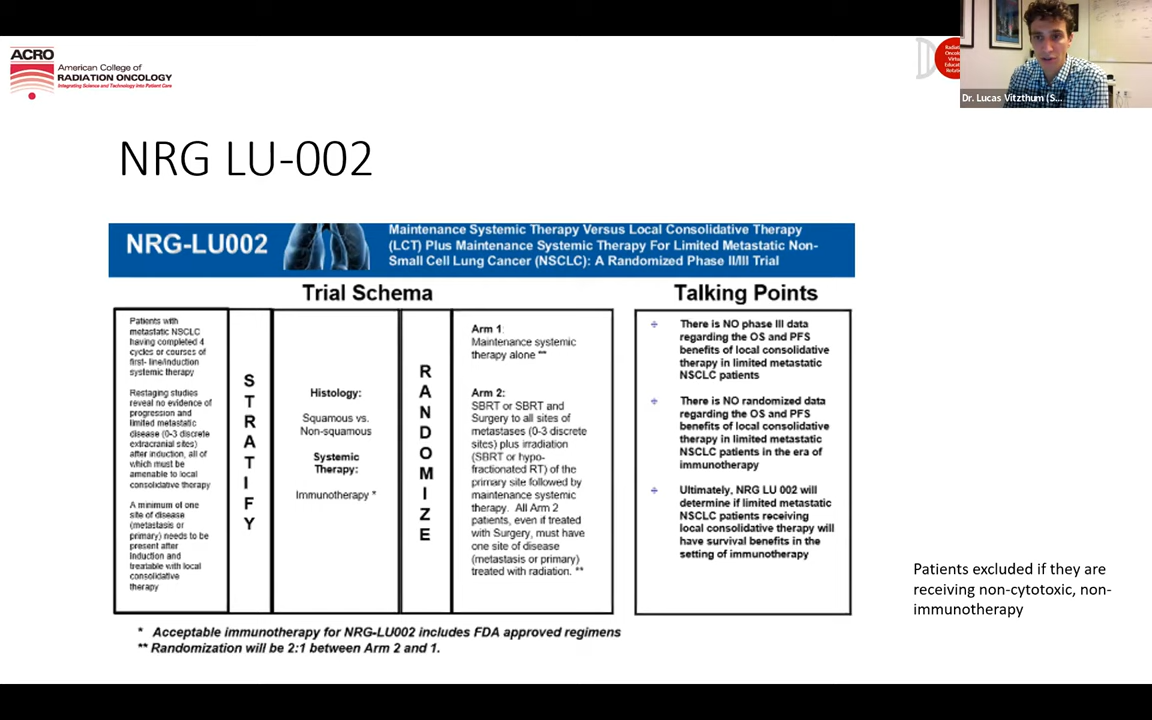 ACRO
American College of
RADIATION ONCOLOGY
Integrating Science and Technology into Patient Care
Radiation
Oncology
Virtual
Education
Rotation
Dr. Lucas Vitzthum (S...
NRG LU-002
NRG-LU002
Maintenance Systemic Therapy Versus Local Consolidative Therapy
(LCT) Plus Maintenance Systemic Therapy For Limited Metastatic Non-
Small Cell Lung Cancer (NSCLC): A Randomized Phase II/III Trial
Trial Schema
Patients with
metastatic NSCLC
having completed 4
cycles or courses of
first- line/induction
systemic therapy
Restaging studies
reveal no evidence of
progression and
limited metastatic
disease (0-3 discrete
extracranial sites)
after induction, all of
which must be
amenable to local
consolidative therapy
A minimum of one
site of disease
(metastasis or
primary) needs to be
present after
induction and
treatable with local
consolidative
therapy
S
T
R
A
T
I
F
Y
Histology:
Squamous vs.
Non-squamous
Systemic
Therapy:
Immunotherapy *
R
A
N
D
O
M
I
Z
E
Arm 1:
Maintenance systemic
therapy alone **
Arm 2:
SBRT or SBRT and
Surgery to all sites of
metastases (0-3 discrete
sites) plus irradiation
(SBRT or hypo-
fractionated RT) of the
primary site followed by
maintenance systemic
therapy. All Arm 2
patients, even if treated
with Surgery, must have
one site of disease
(metastasis or primary)
treated with radiation. **
Talking Points
There is NO phase III data
regarding the OS and PFS
benefits of local consolidative
therapy in limited metastatic
NSCLC patients
There is NO randomized data
regarding the OS and PFS
benefits of local consolidative
therapy in limited metastatic
NSCLC patients in the era of
immunotherapy
Ultimately, NRG LU 002 will
determine if limited metastatic
NSCLC patients receiving
local consolidative therapy will
have survival benefits in the
setting of immunotherapy
Patients excluded if they are
receiving non-cytotoxic, non-
immunotherapy
* Acceptable immunotherapy for NRG-LU002 includes FDA approved regimens
** Randomization will be 2:1 between Arm 2 and 1.